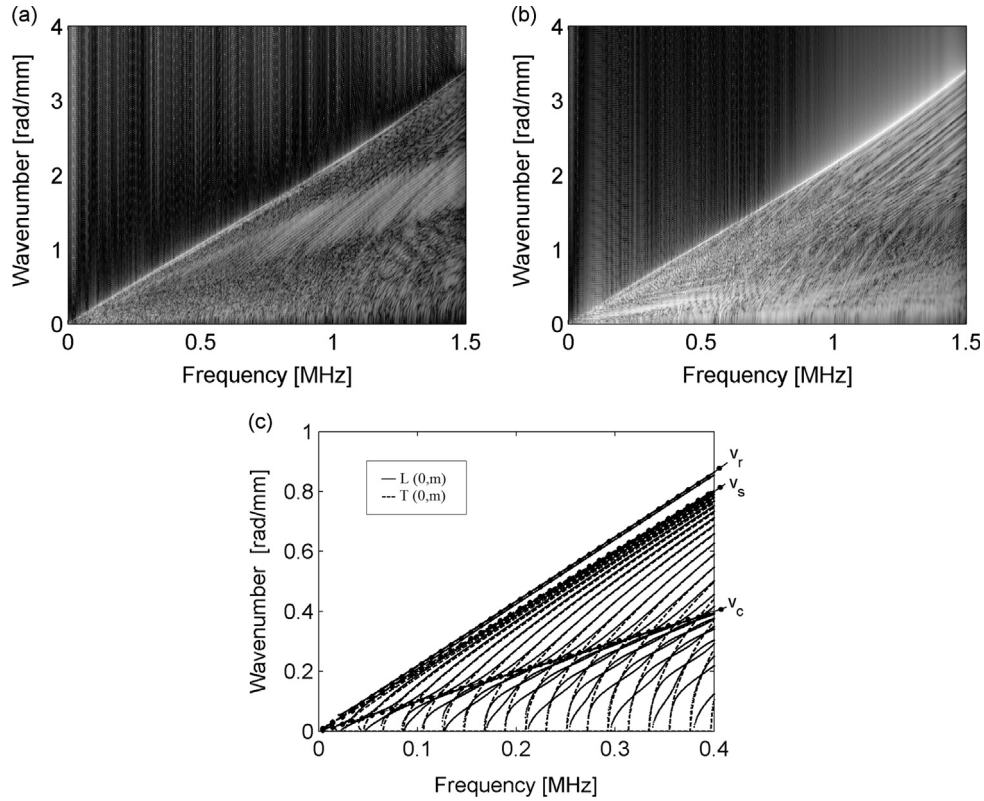 (a)
Wavenumber [rad/mm]
4
3
2
1
0
0 0.5 1 1.5
Frequency [MHz]
(b)
Wavenumber [rad/mm]
4
3
2
1
0
0 0.5 1 1.5
Frequency [MHz]
(c)
Wavenumber [rad/mm]
1
0.8
0.6
0.4
0.2
0
L (0,m)
T (0,m)
vr
vs
vc
0 0.1 0.2 0.3 0.4
Frequency [MHz]